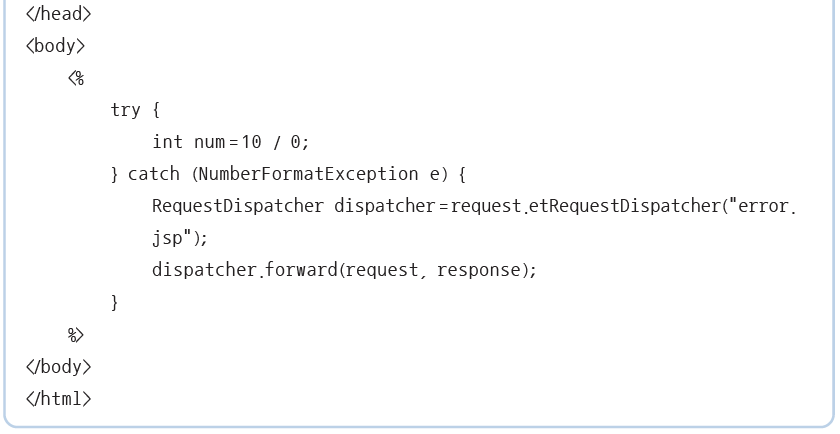 </head>
<body>
<%
try {
int num=10 / 0;
} catch (NumberFormatException e) {
RequestDispatcher dispatcher=request.etRequestDispatcher("error.
jsp");
dispatcher.forward(request, response);
}
%>
</body>
</html>